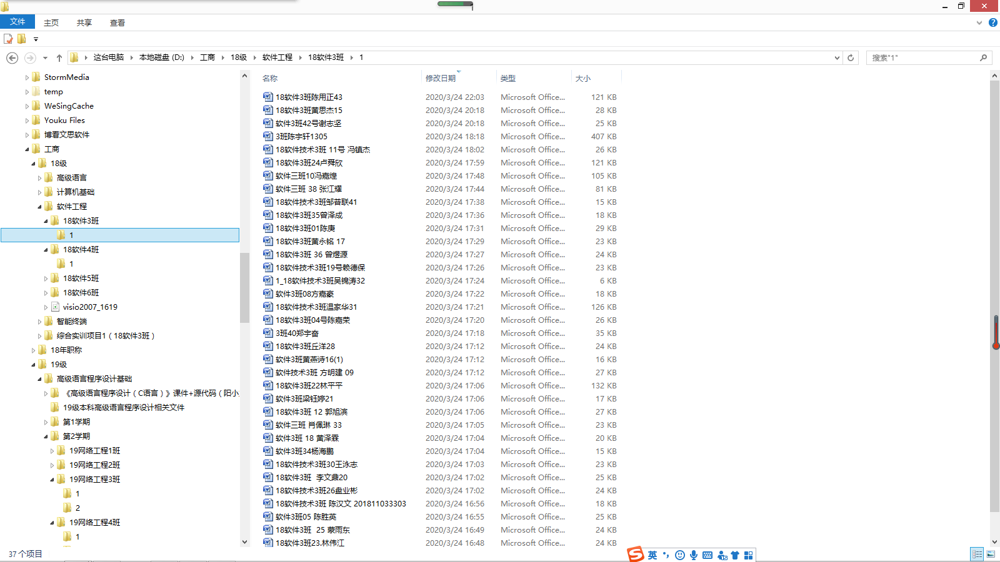 文件 主页 共享 查看
这台电脑 本地磁盘 (D:) 工商 18级 软件工程 18软件3班 1
搜索"1"
StormMedia
temp
WeSingCache
Youku Files
博看文思软件
工商
18级
高级语言
计算机基础
软件工程
18软件3班
1
18软件4班
1
18软件5班
18软件6班
visio2007_1619
智能终端
综合实训项目1（18软件3班）
18年职称
19级
高级语言程序设计基础
《高级语言程序设计（C语言）》课件+源代码（阳小
19级本科高级语言程序设计相关文件
第1学期
第2学期
19网络工程1班
19网络工程2班
19网络工程3班
1
2
19网络工程4班
1
名称 修改日期 类型 大小
18软件3班陈用正43 2020/3/24 22:03 Microsoft Office... 121 KB
18软件3班黄思杰15 2020/3/24 20:18 Microsoft Office... 28 KB
软件3班42号谢志坚 2020/3/24 20:18 Microsoft Office... 25 KB
3班陈宇轩1305 2020/3/24 18:18 Microsoft Office... 407 KB
18软件技术3班 11号 冯镇杰 2020/3/24 18:02 Microsoft Office... 26 KB
18软件3班24卢舜欣 2020/3/24 17:59 Microsoft Office... 121 KB
软件三班10冯嘉煌 2020/3/24 17:48 Microsoft Office... 105 KB
软件三班 38 张江耀 2020/3/24 17:44 Microsoft Office... 81 KB
18软件技术3班邹普联41 2020/3/24 17:38 Microsoft Office... 15 KB
18软件3班35曾泽成 2020/3/24 17:36 Microsoft Office... 18 KB
18软件3班01陈庚 2020/3/24 17:31 Microsoft Office... 29 KB
18软件3班黄永铭 17 2020/3/24 17:29 Microsoft Office... 23 KB
18软件3班 36 曾煜源 2020/3/24 17:27 Microsoft Office... 24 KB
18软件技术3班19号赖德保 2020/3/24 17:26 Microsoft Office... 23 KB
1_18软件技术3班吴锦涛32 2020/3/24 17:24 Microsoft Office... 6 KB
软件3班08方嘉豪 2020/3/24 17:22 Microsoft Office... 18 KB
18软件技术3班温家华31 2020/3/24 17:21 Microsoft Office... 126 KB
18软件3班04号陈嘉荣 2020/3/24 17:20 Microsoft Office... 26 KB
3班40郑宇奋 2020/3/24 17:18 Microsoft Office... 35 KB
18软件3班丘洋28 2020/3/24 17:12 Microsoft Office... 24 KB
软件3班黄燕诗16(1) 2020/3/24 17:12 Microsoft Office... 16 KB
软件技术3班 方明建 09 2020/3/24 17:12 Microsoft Office... 27 KB
18软件3班22林平平 2020/3/24 17:06 Microsoft Office... 132 KB
软件3班梁钰婷21 2020/3/24 17:06 Microsoft Office... 17 KB
18软件3班 12 郭旭滨 2020/3/24 17:06 Microsoft Office... 27 KB
软件三班 肖佩琳 33 2020/3/24 17:05 Microsoft Office... 23 KB
软件3班 18 黄泽霖 2020/3/24 17:04 Microsoft Office... 20 KB
软件3班34杨海鹏 2020/3/24 17:04 Microsoft Office... 15 KB
18软件技术3班30王泳志 2020/3/24 17:03 Microsoft Office... 23 KB
18软件3班  李文鼎20 2020/3/24 17:02 Microsoft Office... 25 KB
18软件技术3班26盘业彬 2020/3/24 17:02 Microsoft Office... 24 KB
18软件技术3班 陈汉文 201811033303 2020/3/24 16:56 Microsoft Office... 18 KB
软件3班05 陈胜英 2020/3/24 16:55 Microsoft Office... 25 KB
18软件3班  25 蒙雨东 2020/3/24 16:49 Microsoft Office... 24 KB
18软件3班23.林伟江 2020/3/24 16:48 Microsoft Office... 24 KB
37 个项目
英